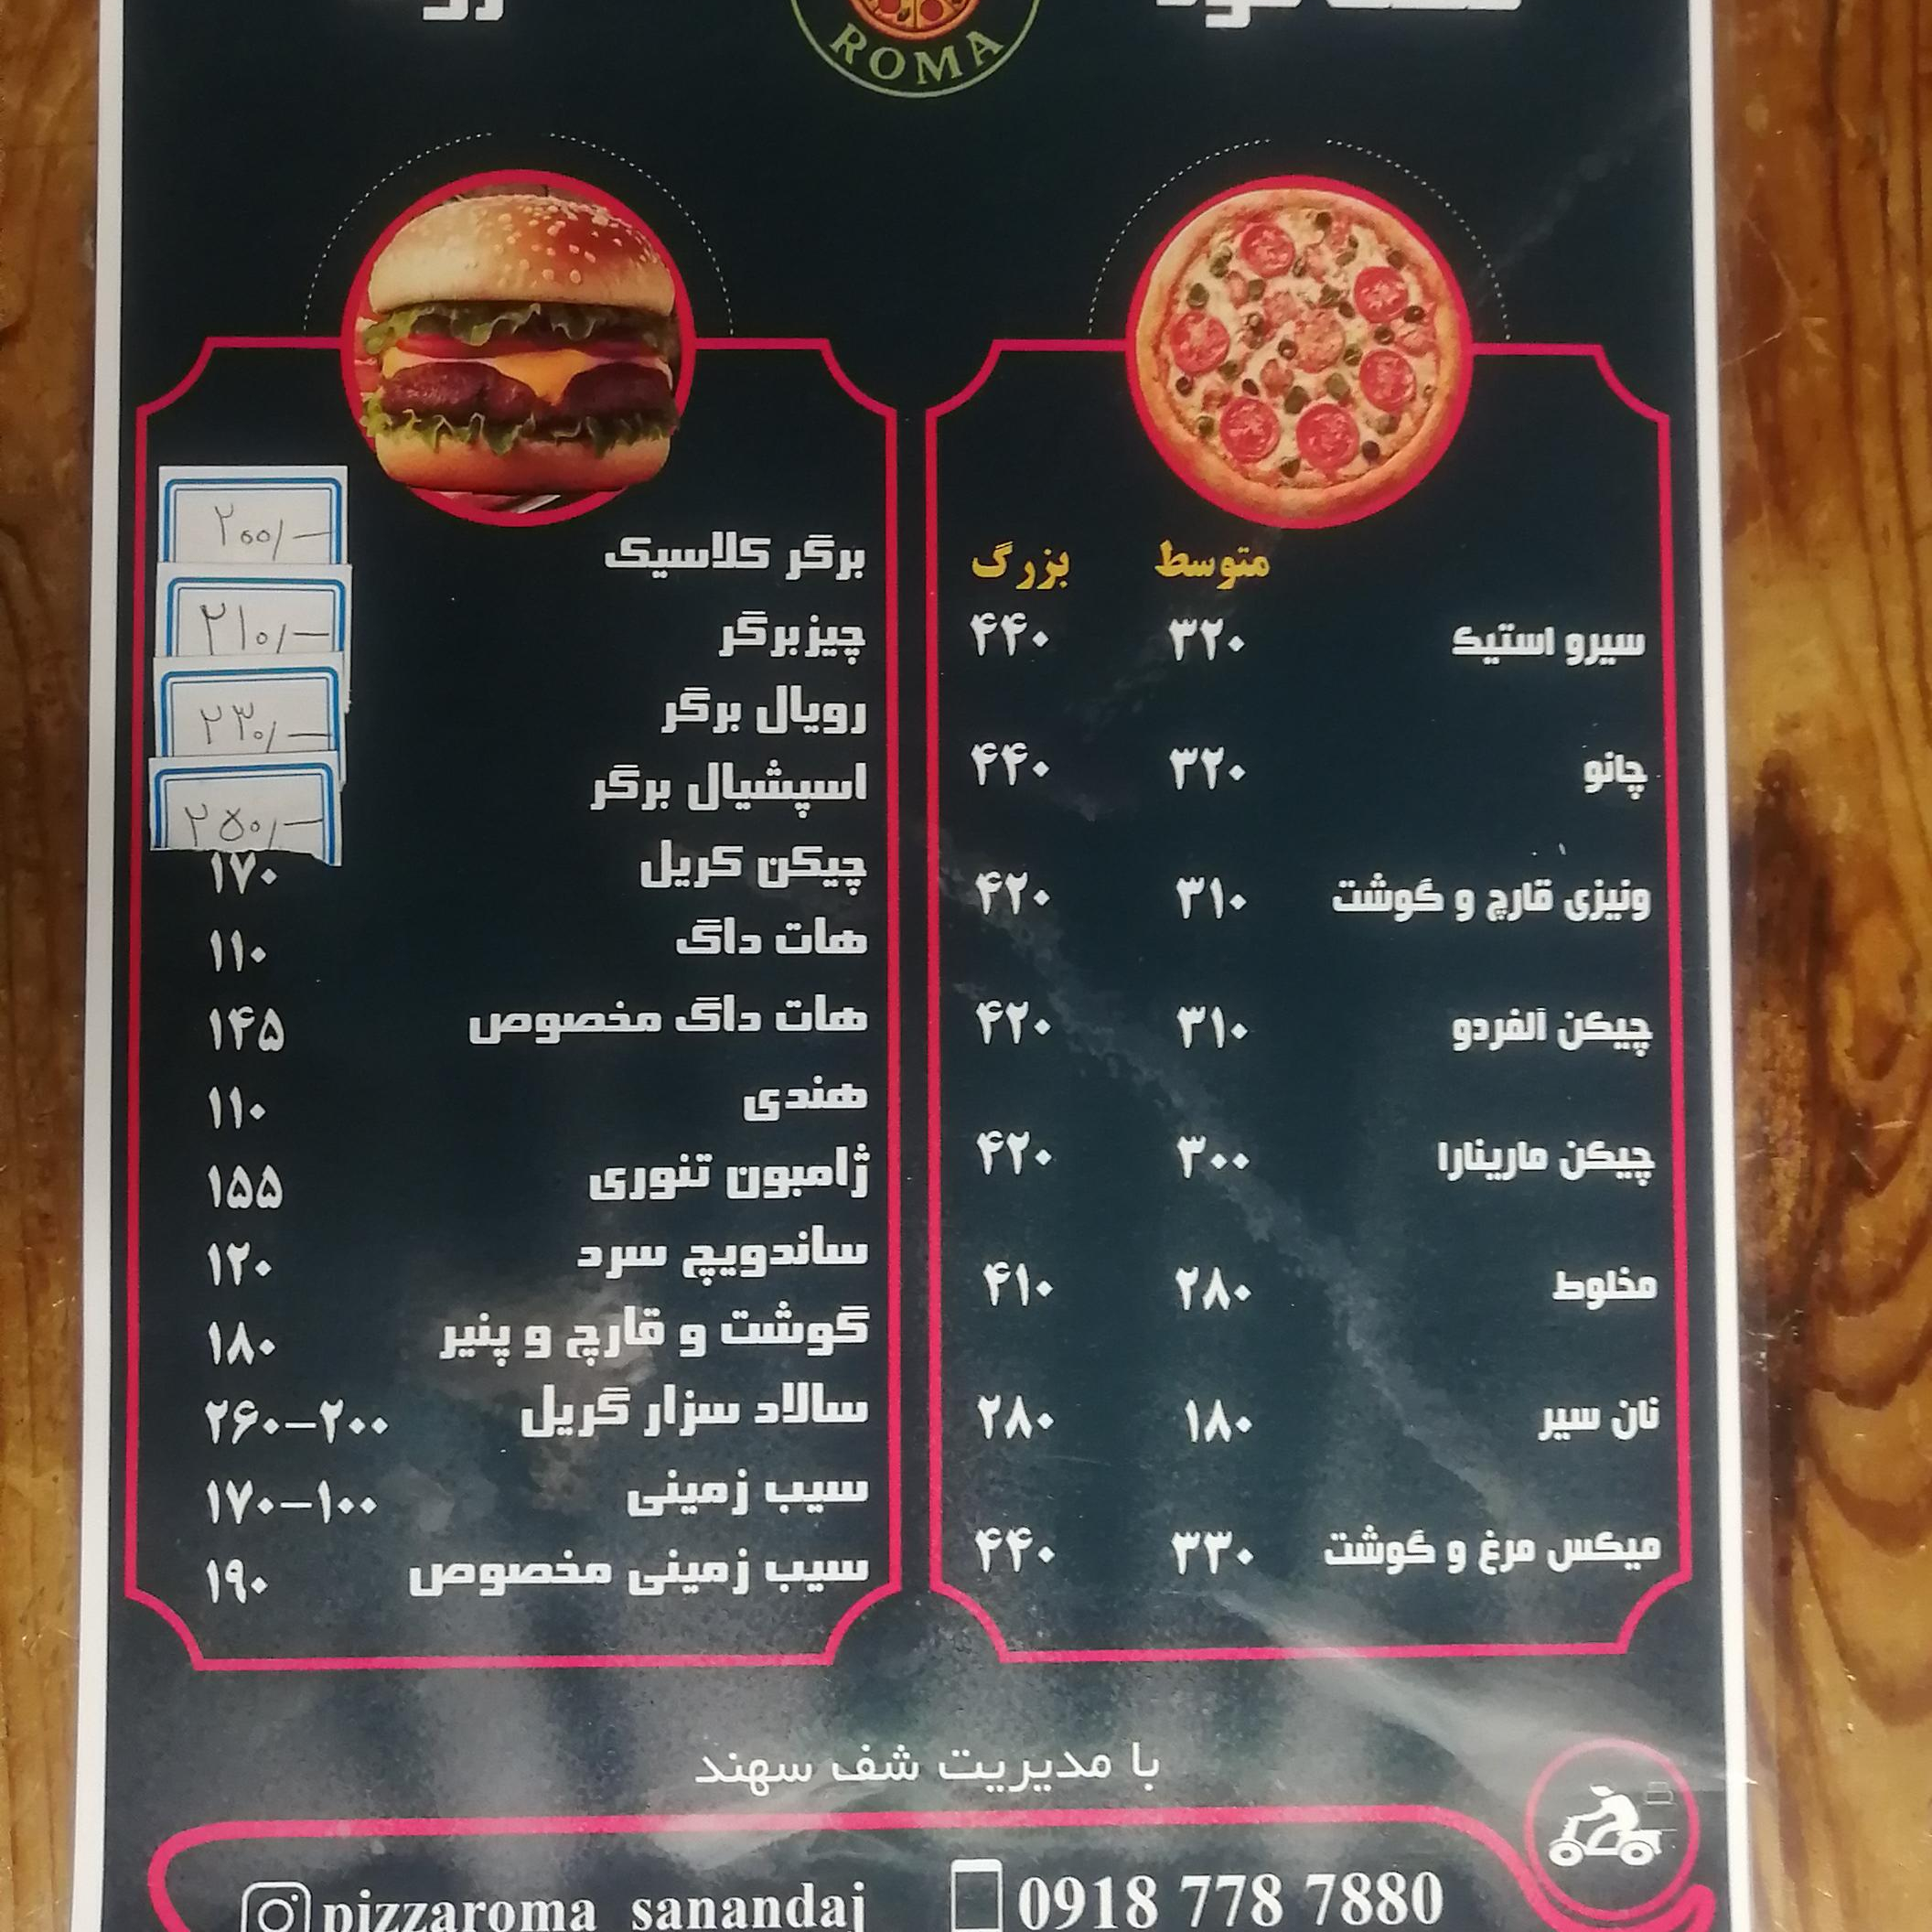 ROMA
متوسط بزرگ
سیرو استیک ۳۲۰ ۴۴۰
چانو ۳۲۰ ۴۴۰
ونیزی قارچ و گوشت ۳۱۰ ۴۲۰
چیکن آلفردو ۳۱۰ ۴۲۰
چیکن مارینارا ۳۰۰ ۴۲۰
مخلوط ۲۸۰ ۴۱۰
نان سیر ۱۸۰ ۲۸۰
میکس مرغ و گوشت ۳۳۰ ۴۴۰
برگر کلاسیک ۲۰۰/-
چیزبرگر ۲۱۰/-
رویال برگر ۲۳۰/-
اسپشیال برگر ۲۵۰/-
چیکن گریل ۱۷۰
هات داگ ۱۱۰
هات داگ مخصوص ۱۴۵
هندی ۱۱۰
ژامبون تنوری ۱۵۵
ساندویچ سرد ۱۲۰
گوشت و قارچ و پنیر ۱۸۰
سالاد سزار گریل ۲۶۰-۲۰۰
سیب زمینی ۱۷۰-۱۰۰
سیب زمینی مخصوص ۱۹۰
با مدیریت شف سهند
0918 778 7880
pizzaroma_sanandaj